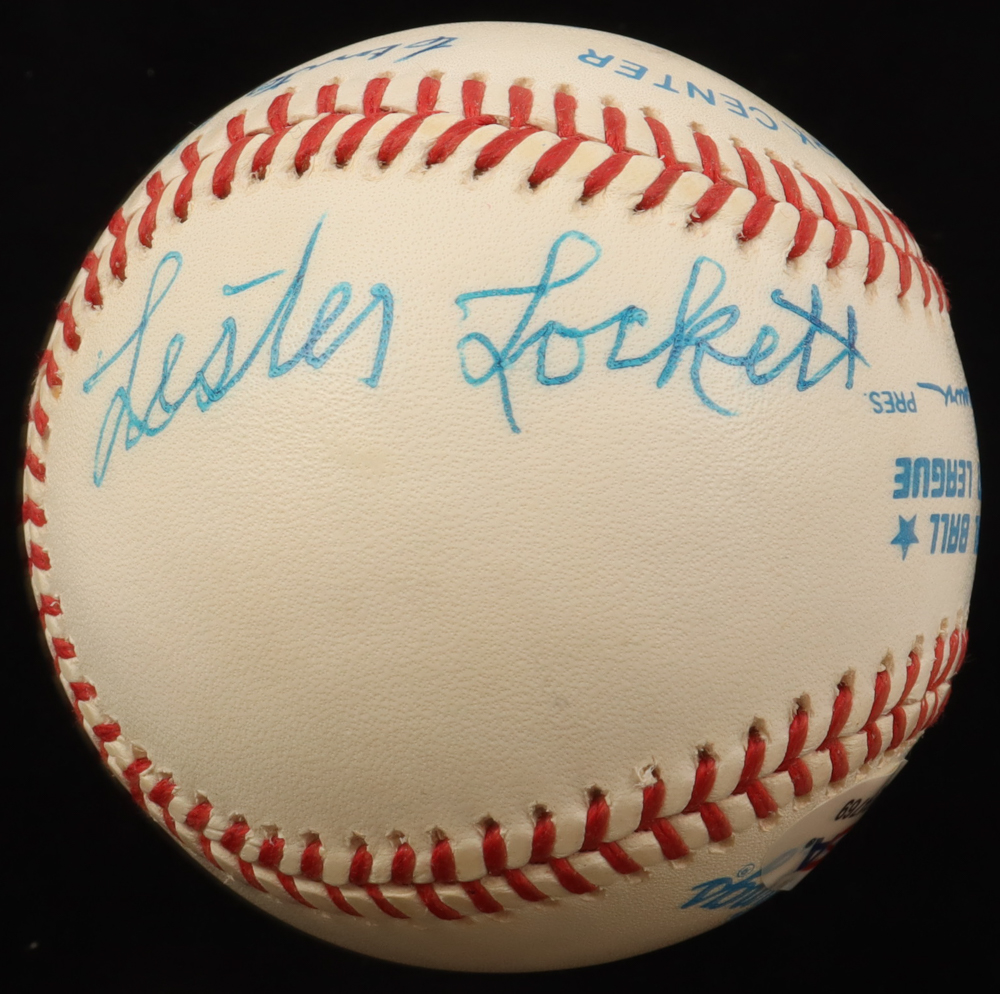 Lester Lockett
CENTER
PRES.
LEAGUE
BALL